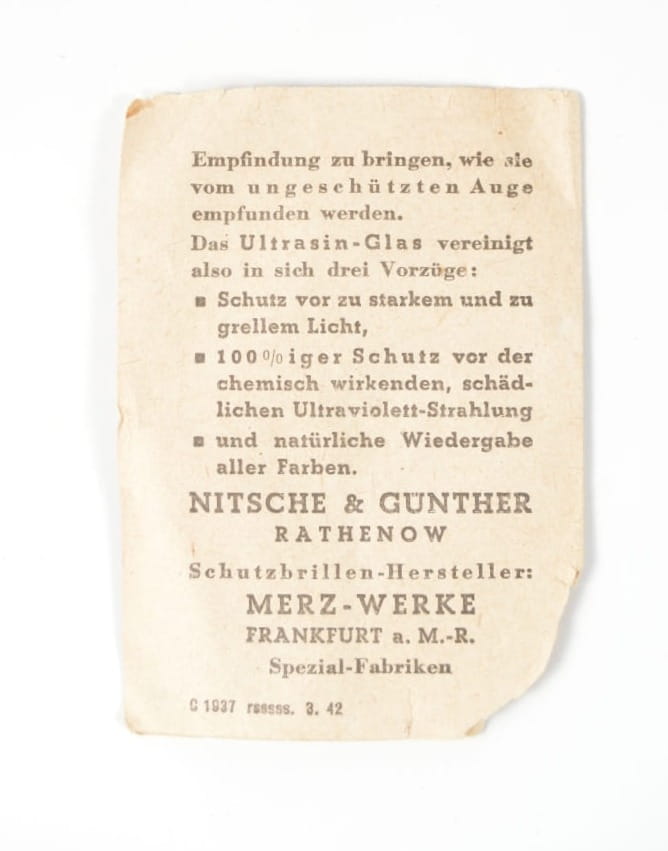 Empfindung zu bringen, wie sie
vom ungeschützten Auge
empfunden werden.
Das Ultrasin-Glas vereinigt
also in sich drei Vorzüge:
▪ Schutz vor zu starkem und zu
grellem Licht,
▪ 100%iger Schutz vor der
chemisch wirkenden, schäd-
lichen Ultraviolett-Strahlung
▪ und natürliche Wiedergabe
aller Farben.
NITSCHE & GÜNTHER
RATHENOW
Schutzbrillen-Hersteller:
MERZ-WERKE
FRANKFURT a. M.-R.
Spezial-Fabriken
C 1937 rsssss. 3. 42